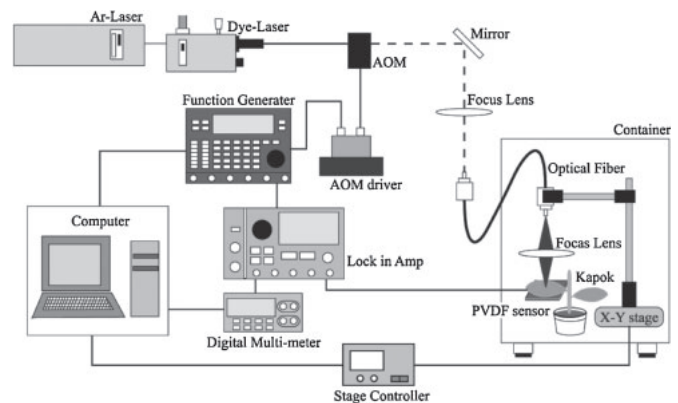 Ar-Laser
Dye-Laser
Mirror
AOM
Function Generater
Focus Lens
Container
AOM driver
Optical Fiber
Computer
Lock in Amp
Focas Lens
Kapok
PVDF sensor
X-Y stage
Digital Multi-meter
Stage Controller